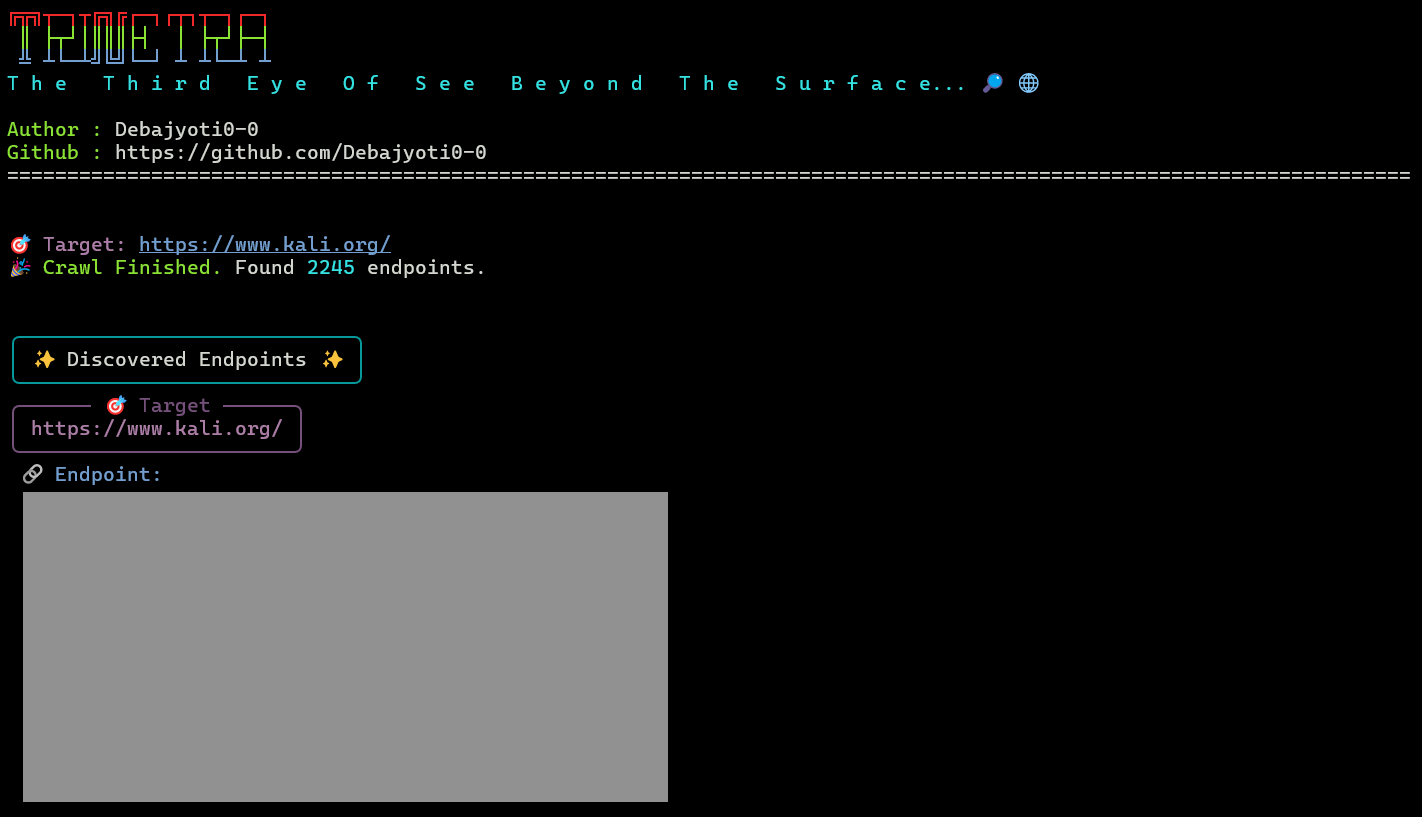 The Third Eye Of See Beyond The Surface...
Author : Debajyoti0-0
Github : https://github.com/Debajyoti0-0
=====================================================================================================================
Target: https://www.kali.org/
Crawl Finished. Found 2245 endpoints.
Discovered Endpoints
Target
https://www.kali.org/
Endpoint: